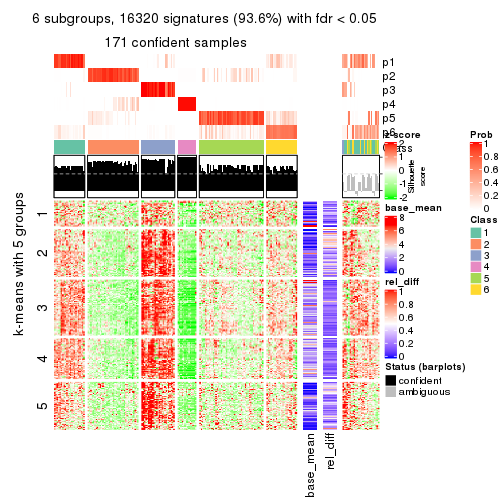 6 subgroups, 16320 signatures (93.6%) with fdr < 0.05
171 confident samples
p1
p2
p3
p4
p5
p6
Class
z-score
2
1
0
-1
-2
Silhouette
score
Prob
1
0.8
0.6
0.4
0.2
0
base_mean
8
6
4
2
0
Class
1
2
3
4
5
6
rel_diff
1
0.8
0.6
0.4
0.2
0
Status (barplots)
confident
ambiguous
k-means with 5 groups
1
2
3
4
5
base_mean
rel_diff